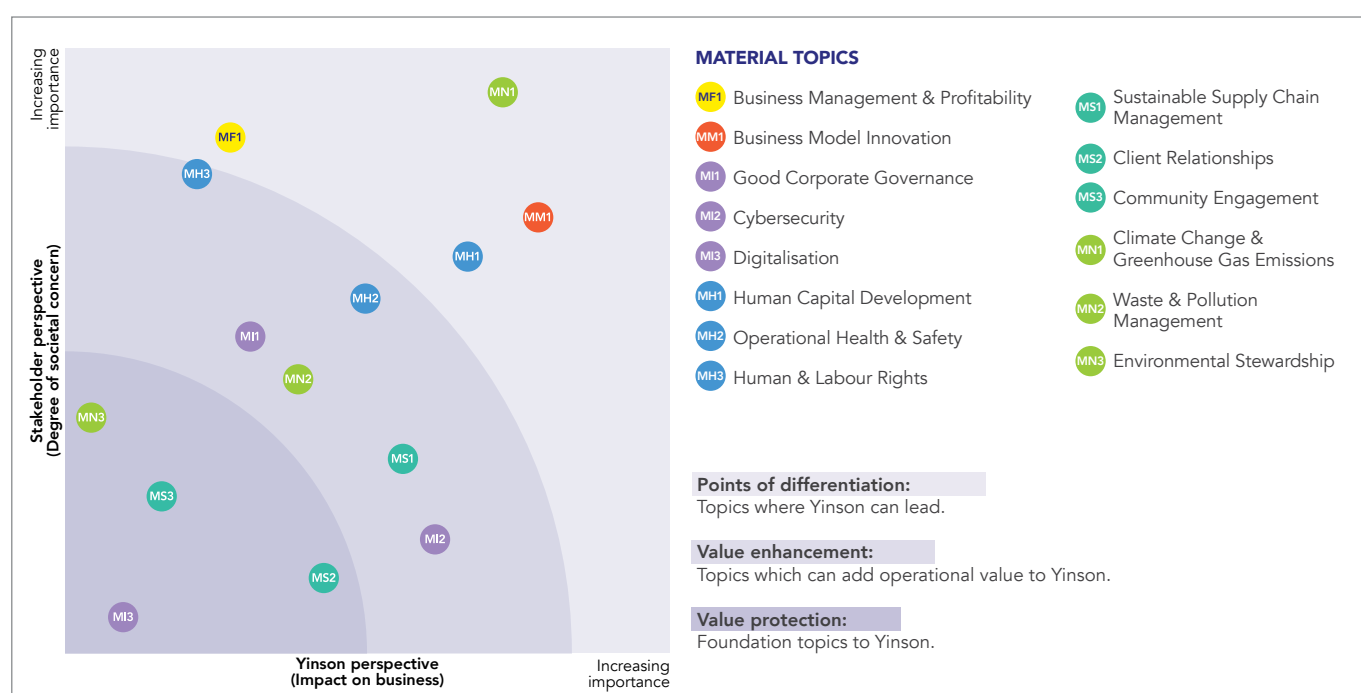 Increasing
importance
Stakeholder perspective
(Degree of societal concern)
MN1
MF1
MH3
MM1
MH1
MH2
MI1
MN2
MN3
MS1
MS3
MI2
MS2
MI3
Yinson perspective
(Impact on business)
Increasing
importance
MATERIAL TOPICS
MF1 Business Management & Profitability
MM1 Business Model Innovation
MI1 Good Corporate Governance
MI2 Cybersecurity
MI3 Digitalisation
MH1 Human Capital Development
MH2 Operational Health & Safety
MH3 Human & Labour Rights
MS1 Sustainable Supply Chain
Management
MS2 Client Relationships
MS3 Community Engagement
MN1 Climate Change &
Greenhouse Gas Emissions
MN2 Waste & Pollution
Management
MN3 Environmental Stewardship
Points of differentiation:
Topics where Yinson can lead.
Value enhancement:
Topics which can add operational value to Yinson.
Value protection:
Foundation topics to Yinson.